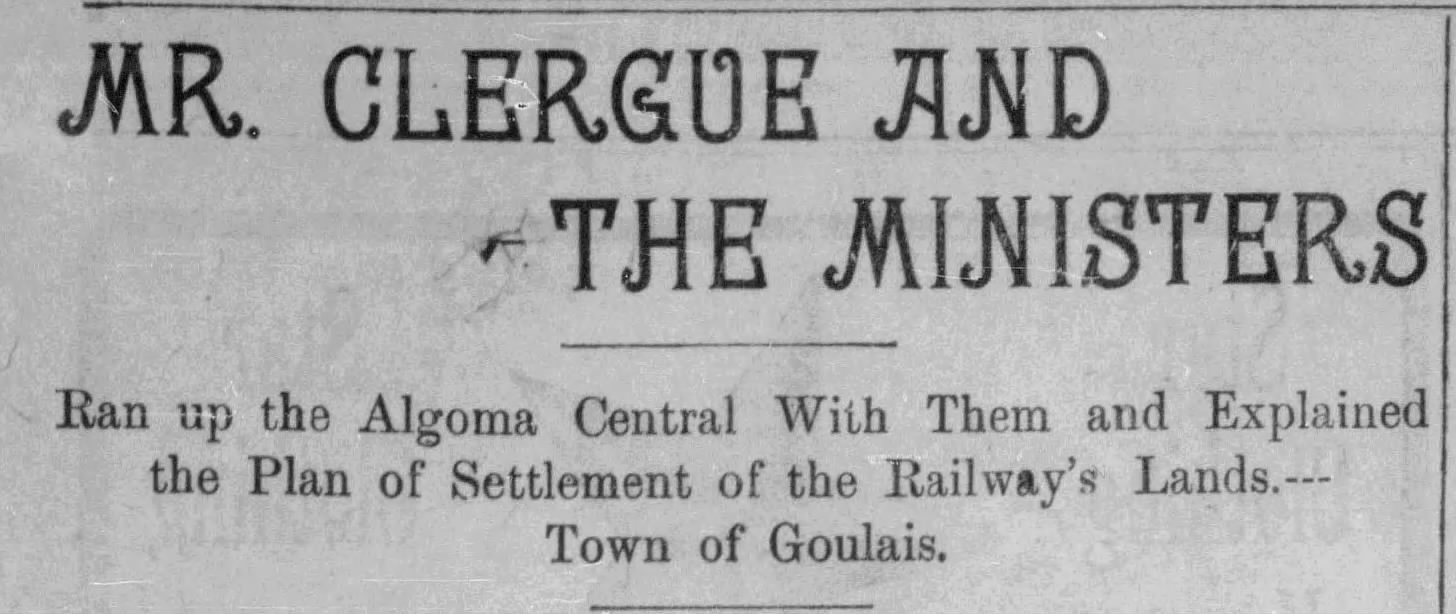 MR. CLERGUE AND
THE MINISTERS
Ran up the Algoma Central With Them and Explained
the Plan of Settlement of the Railway's Lands.---
Town of Goulais.